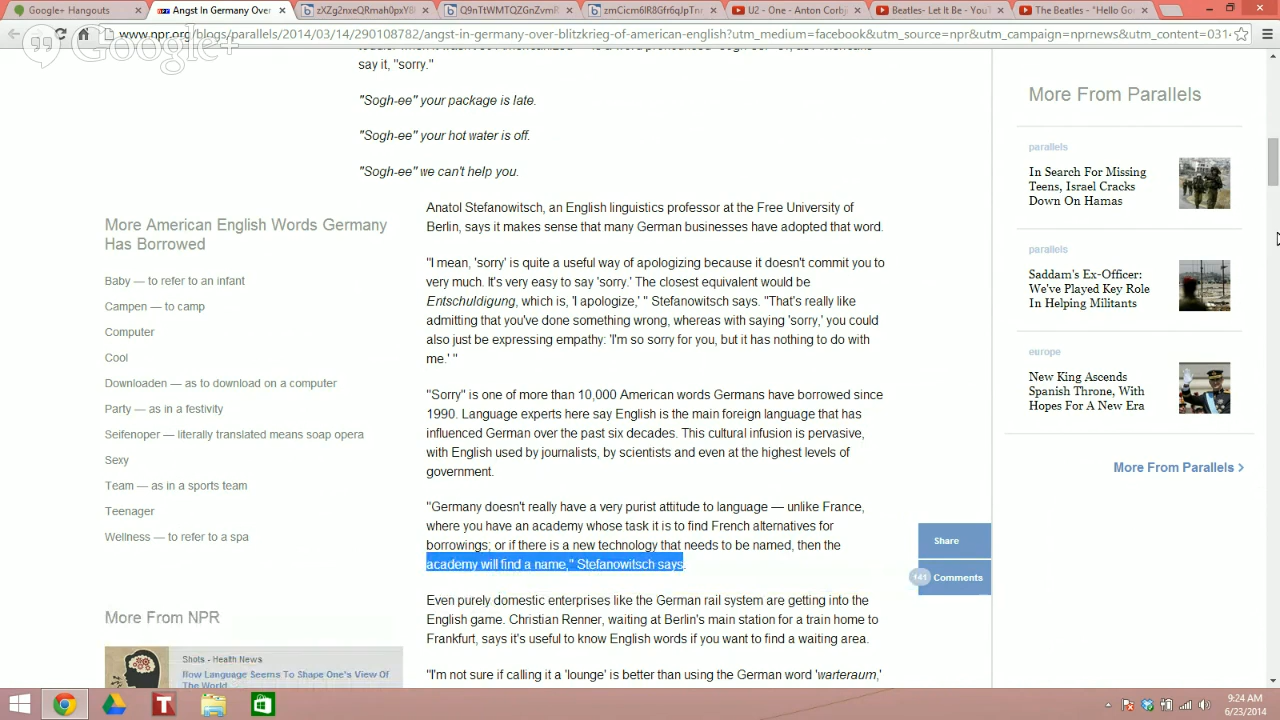 Google+ Hangouts
Angst In Germany Over
U2 - One - Anton Corb
Beatles- Let It Be - You
The Beatles - "Hello Go
www.npr.org/blogs/parallels/2014/03/14/290108782/angst-in-germany-over-blitzkrieg-of-american-english?utm_medium=facebook&utm_source=npr&utm_campaign=nprnews&utm_content=031
Google+
say it, "sorry."
"Sogh-ee" your package is late.
"Sogh-ee" your hot water is off.
"Sogh-ee" we can't help you.
More American English Words Germany
Has Borrowed
Baby — to refer to an infant
Campen — to camp
Computer
Cool
Downloaden — as to download on a computer
Party — as in a festivity
Seifenoper — literally translated means soap opera
Sexy
Team — as in a sports team
Teenager
Wellness — to refer to a spa
More From NPR
Shots - Health News
How Language Seems To Shape One's View Of
The World
Anatol Stefanowitsch, an English linguistics professor at the Free University of
Berlin, says it makes sense that many German businesses have adopted that word.
"I mean, 'sorry' is quite a useful way of apologizing because it doesn't commit you to
very much. It's very easy to say 'sorry.' The closest equivalent would be
Entschuldigung, which is, 'I apologize,' " Stefanowitsch says. "That's really like
admitting that you've done something wrong, whereas with saying 'sorry,' you could
also just be expressing empathy: 'I'm so sorry for you, but it has nothing to do with
me.' "
"Sorry" is one of more than 10,000 American words Germans have borrowed since
1990. Language experts here say English is the main foreign language that has
influenced German over the past six decades. This cultural infusion is pervasive,
with English used by journalists, by scientists and even at the highest levels of
government.
"Germany doesn't really have a very purist attitude to language — unlike France,
where you have an academy whose task it is to find French alternatives for
borrowings; or if there is a new technology that needs to be named, then the
academy will find a name," Stefanowitsch says.
Even purely domestic enterprises like the German rail system are getting into the
English game. Christian Renner, waiting at Berlin's main station for a train home to
Frankfurt, says it's useful to know English words if you want to find a waiting area.
"I'm not sure if calling it a 'lounge' is better than using the German word 'warteraum,'
More From Parallels
parallels
In Search For Missing
Teens, Israel Cracks
Down On Hamas
parallels
Saddam's Ex-Officer:
We've Played Key Role
In Helping Militants
europe
New King Ascends
Spanish Throne, With
Hopes For A New Era
More From Parallels >
Share
141 Comments
9:24 AM
6/23/2014